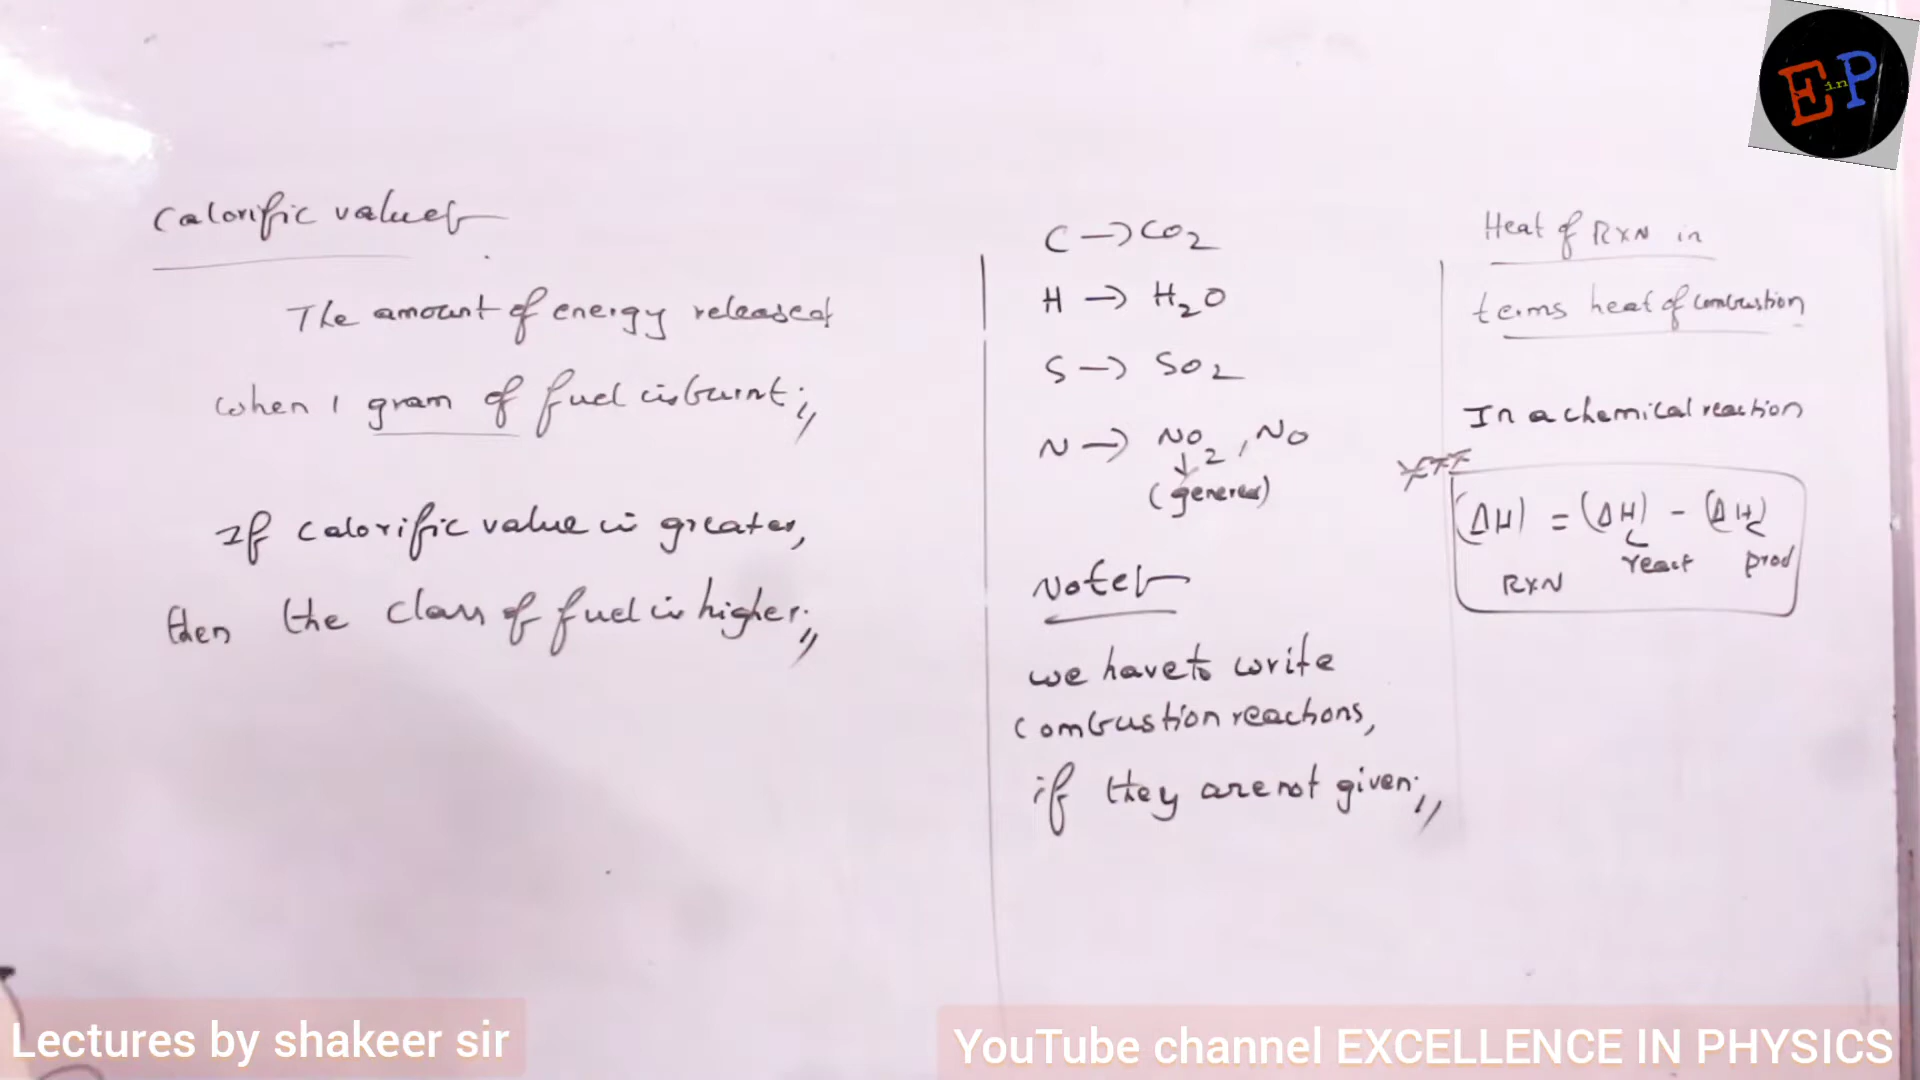 Calorific value:-
The amount of energy released
when 1 gram of fuel is burnt.
If calorific value is greater,
then the class of fuel is higher.
C → CO2
H → H2O
S → SO2
N → NO2, NO
↓
(general)
Note:-
we have to write
combustion reactions,
if they are not given.
Heat of RXN in
terms heat of combustion
In a chemical reaction
(ΔH) = (ΔH)C - (ΔH)C
RXN react prod
E in P
Lectures by shakeer sir
YouTube channel EXCELLENCE IN PHYSICS